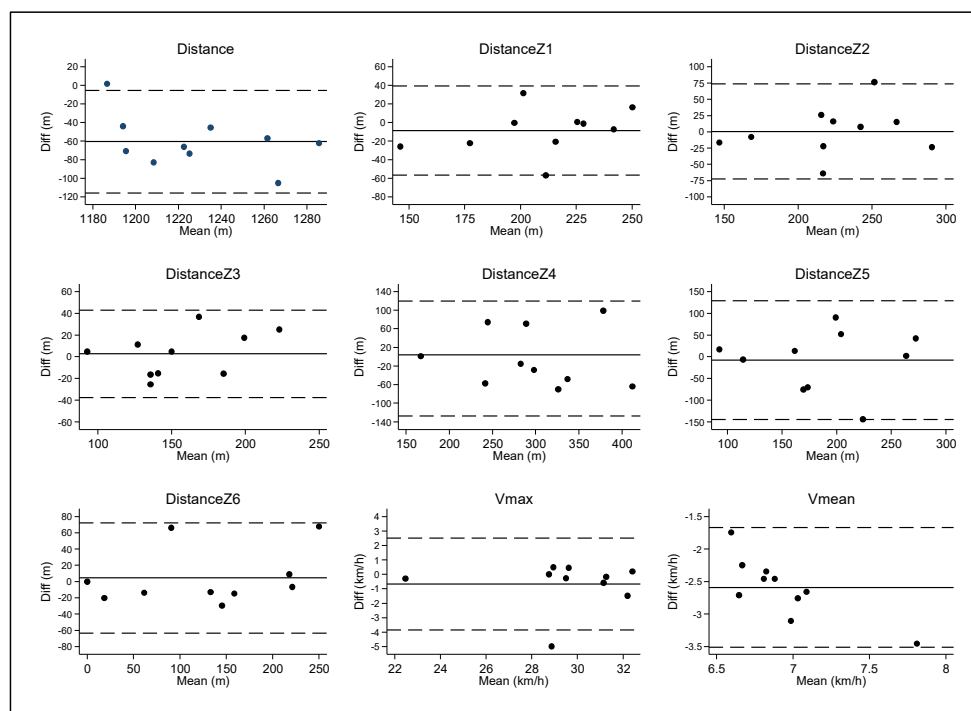 Distance
20
0
-20
-40
-60
-80
-100
-120
Diff (m)
1180 1200 1220 1240 1260 1280
Mean (m)
DistanceZ1
60
40
20
0
-20
-40
-60
-80
Diff (m)
150 175 200 225 250
Mean (m)
DistanceZ2
100
75
50
25
0
-25
-50
-75
-100
Diff (m)
150 200 250 300
Mean (m)
DistanceZ3
60
40
20
0
-20
-40
-60
Diff (m)
100 150 200 250
Mean (m)
DistanceZ4
140
100
60
20
-20
-60
-100
-140
Diff (m)
150 200 250 300 350 400
Mean (m)
DistanceZ5
150
100
50
0
-50
-100
-150
Diff (m)
100 150 200 250 300
Mean (m)
DistanceZ6
80
60
40
20
0
-20
-40
-60
-80
Diff (m)
0 50 100 150 200 250
Mean (m)
Vmax
4
3
2
1
0
-1
-2
-3
-4
-5
Diff (km/h)
22 24 26 28 30 32
Mean (km/h)
Vmean
-1.5
-2
-2.5
-3
-3.5
Diff (km/h)
6.5 7 7.5 8
Mean (km/h)